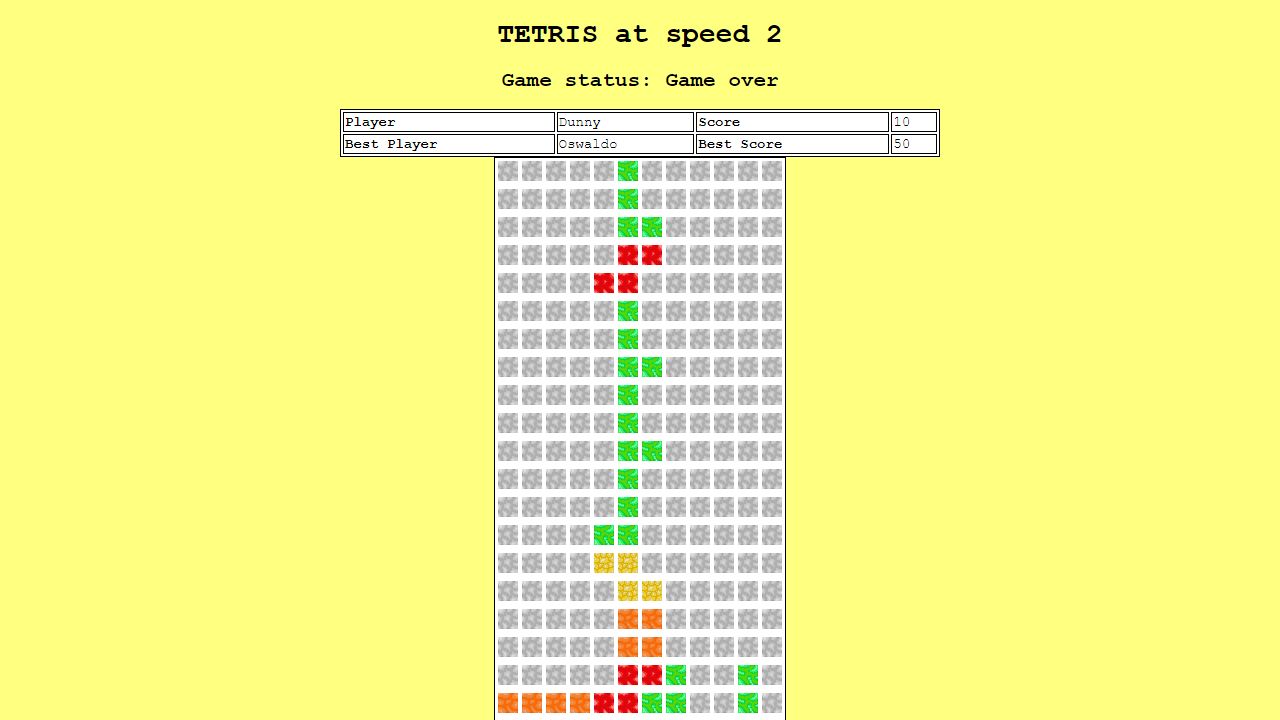 TETRIS at speed 2
Game status: Game over
Player Dunny Score 10
Best Player Oswaldo Best Score 50